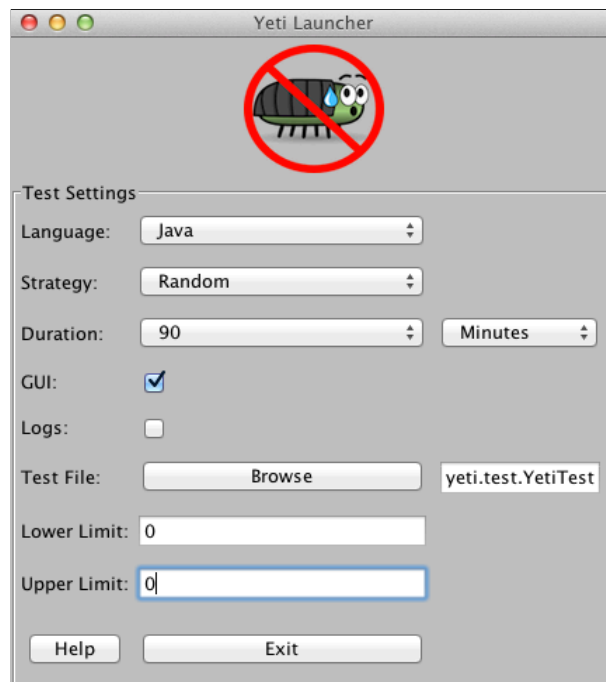 Yeti Launcher
Test Settings
Language: Java
Strategy: Random
Duration: 90 Minutes
GUI:
Logs:
Test File: Browse yeti.test.YetiTest
Lower Limit: 0
Upper Limit: 0
Help Exit